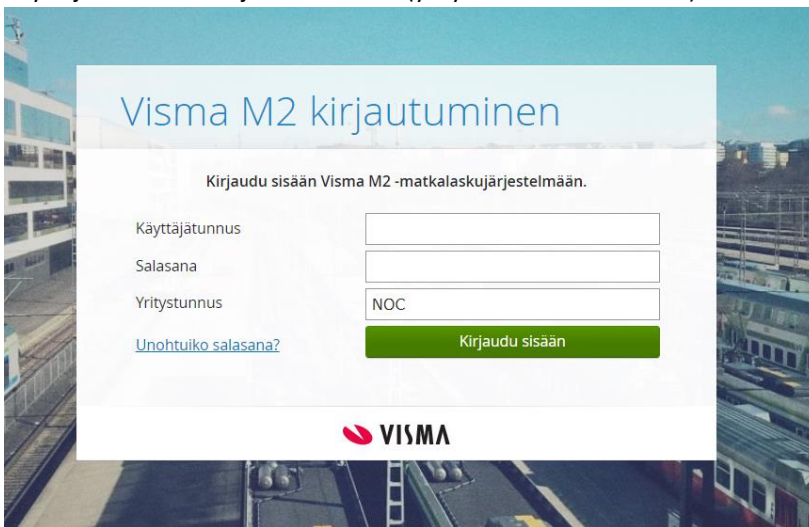 Visma M2 kirjautuminen
Kirjaudu sisään Visma M2 -matkalaskujärjestelmään.
Käyttäjätunnus
Salasana
Yritystunnus NOC
Unohtuiko salasana? Kirjaudu sisään
VISMA